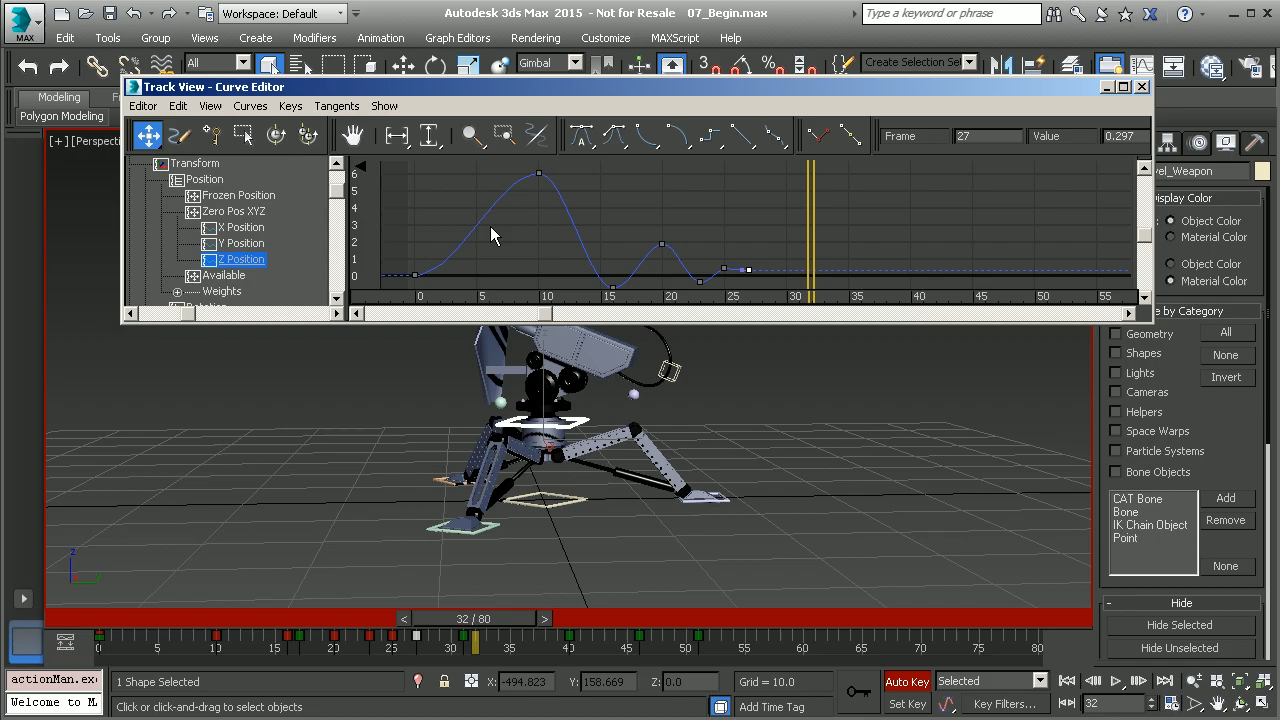 Workspace: Default
Autodesk 3ds Max 2015 - Not for Resale 07_Begin.max
Type a keyword or phrase
MAX
Edit Tools Group Views Create Modifiers Animation Graph Editors Rendering Customize MAXScript Help
All
Gimbal
3
Create Selection Se
Track View - Curve Editor
Modeling
Polygon Modeling
Editor Edit View Curves Keys Tangents Show
Frame 27 Value 0.297
[+] [Perspecti
Transform
Position
Frozen Position
Zero Pos XYZ
X Position
Y Position
Z Position
Available
Weights
6
5
4
3
2
1
0
0 5 10 15 20 25 30 35 40 45 50 55
vel_Weapon
Display Color
Object Color
Material Color
Object Color
Material Color
e by Category
Geometry
Shapes
Lights
Cameras
Helpers
Space Warps
Particle Systems
Bone Objects
All
None
Invert
CAT Bone
Bone
IK Chain Object
Point
Add
Remove
None
- Hide
Hide Selected
Hide Unselected
z
< 32 / 80 >
0 5 10 15 20 25 30 35 40 45 50 55 60 65 70 75 80
actionMan.ex
Welcome to M
1 Shape Selected
X: -494.823 Y: 158.669 Z: 0.0
Grid = 10.0
Click or click-and-drag to select objects
Add Time Tag
Auto Key
Selected
Set Key
Key Filters...
32